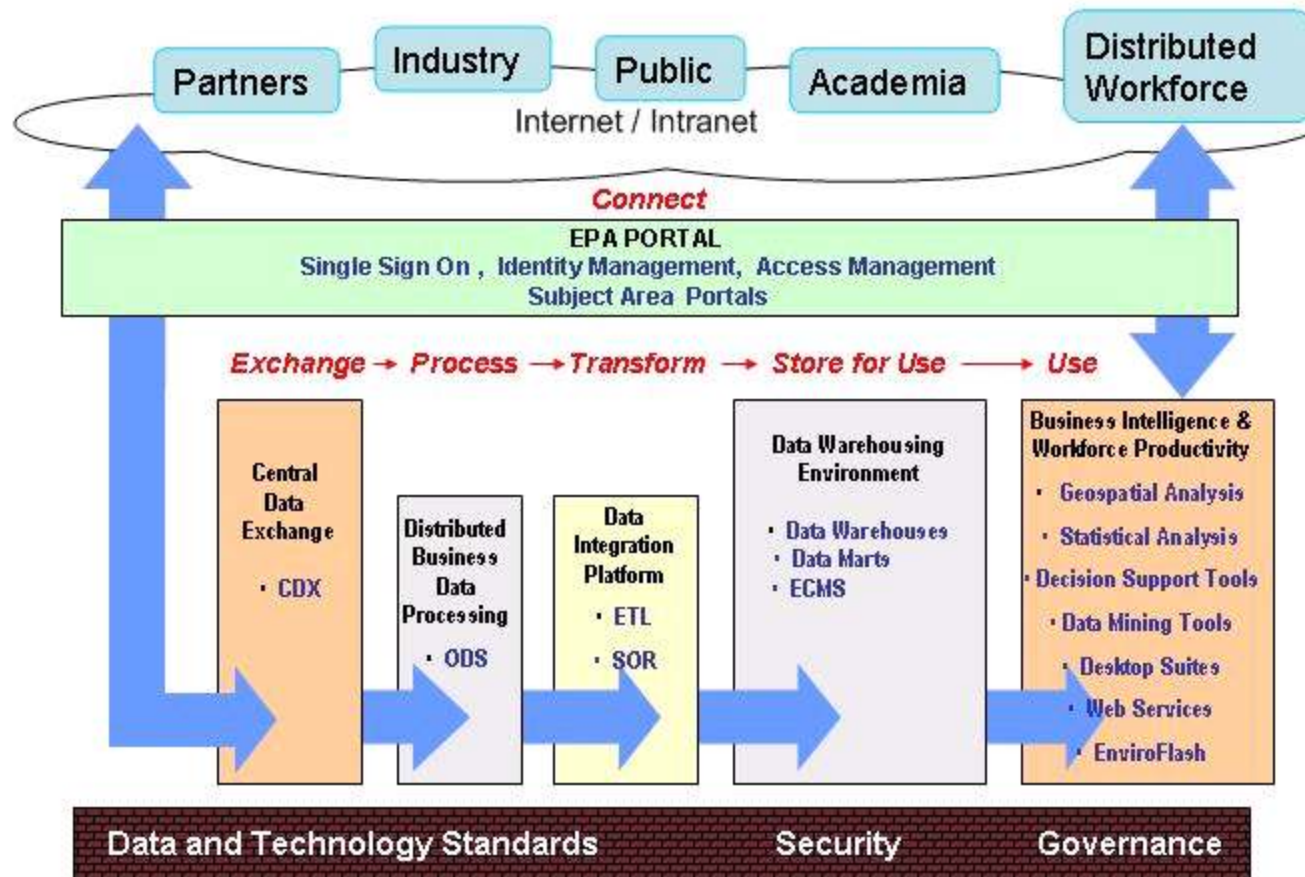 Partners
Industry
Public
Academia
Distributed
Workforce
Internet / Intranet
Connect
EPA PORTAL
Single Sign On , Identity Management, Access Management
Subject Area Portals
Exchange → Process → Transform → Store for Use → Use
Central
Data
Exchange
· CDX
Distributed
Business
Data
Processing
· ODS
Data
Integration
Platform
· ETL
· SOR
Data Warehousing
Environment
· Data Warehouses
· Data Marts
· ECMS
Business Intelligence &
Workforce Productivity
· Geospatial Analysis
· Statistical Analysis
· Decision Support Tools
· Data Mining Tools
· Desktop Suites
· Web Services
· EnviroFlash
Data and Technology Standards
Security
Governance